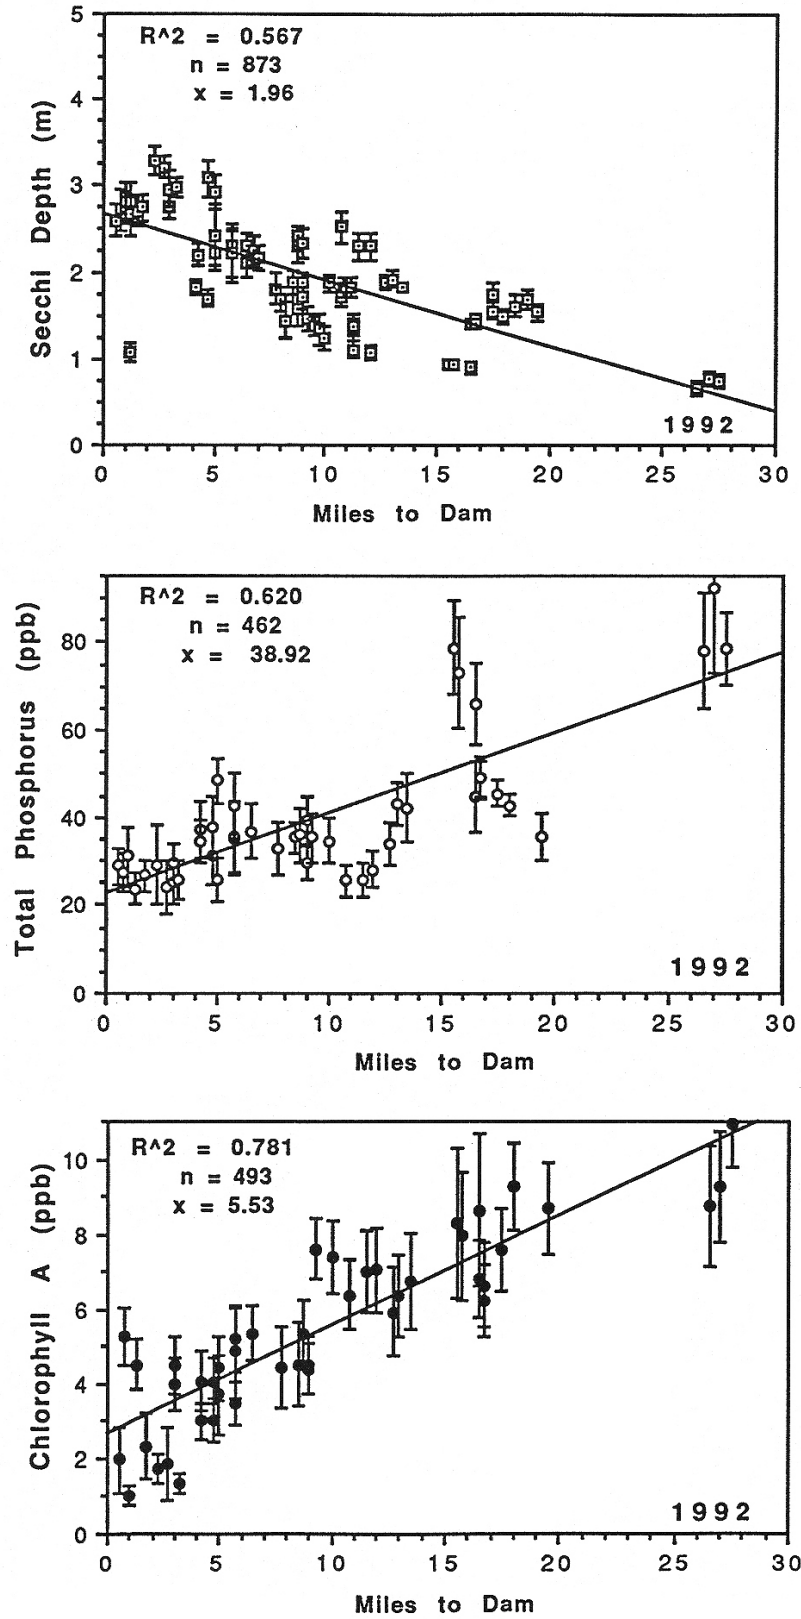 R^2 = 0.567
n = 873
x = 1.96
Secchi Depth (m)
5
4
3
2
1
0
1992
0 5 10 15 20 25 30
Miles to Dam
R^2 = 0.620
n = 462
x = 38.92
Total Phosphorus (ppb)
80
60
40
20
0
1992
0 5 10 15 20 25 30
Miles to Dam
R^2 = 0.781
n = 493
x = 5.53
Chlorophyll A (ppb)
10
8
6
4
2
0
1992
0 5 10 15 20 25 30
Miles to Dam